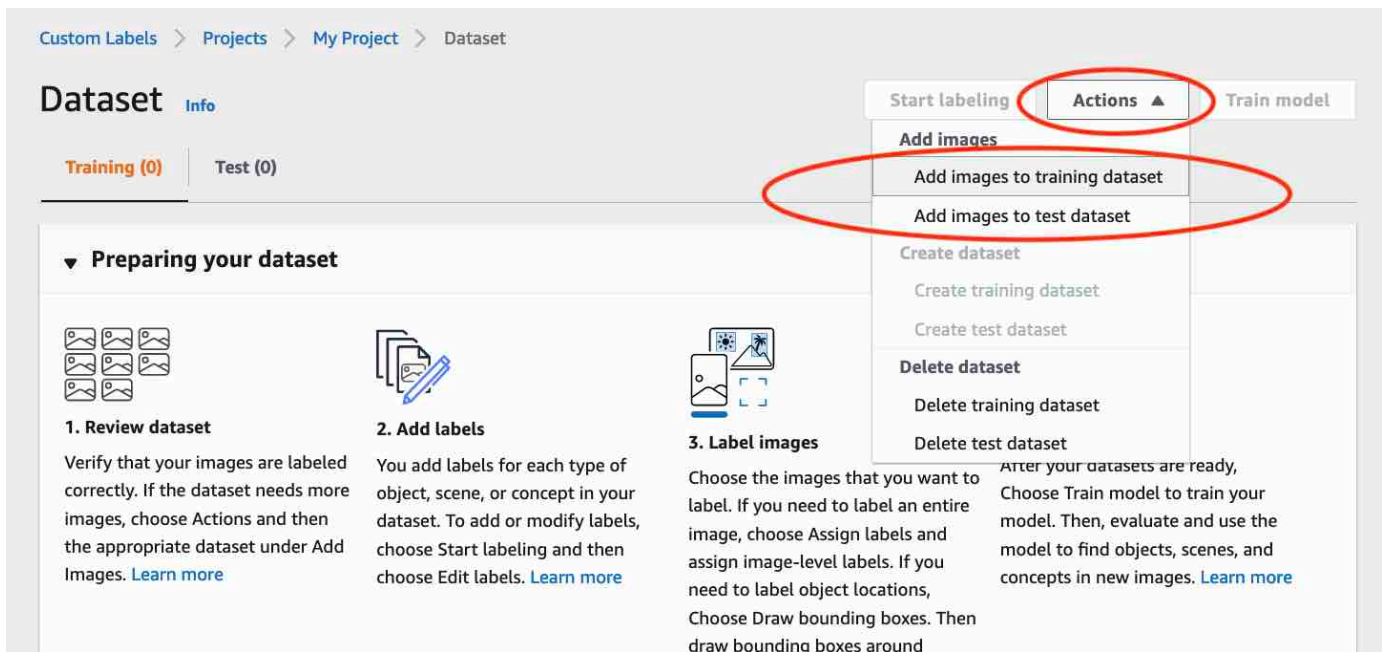 Custom Labels > Projects > My Project > Dataset
Dataset Info
Start labeling Actions ▲ Train model
Training (0) Test (0)
Add images
Add images to training dataset
Add images to test dataset
Create dataset
Create training dataset
Create test dataset
Delete dataset
Delete training dataset
Delete test dataset
▼ Preparing your dataset
1. Review dataset
Verify that your images are labeled
correctly. If the dataset needs more
images, choose Actions and then
the appropriate dataset under Add
Images. Learn more
2. Add labels
You add labels for each type of
object, scene, or concept in your
dataset. To add or modify labels,
choose Start labeling and then
choose Edit labels. Learn more
3. Label images
Choose the images that you want to
label. If you need to label an entire
image, choose Assign labels and
assign image-level labels. If you
need to label object locations,
Choose Draw bounding boxes. Then
draw bounding boxes around
After your datasets are ready,
Choose Train model to train your
model. Then, evaluate and use the
model to find objects, scenes, and
concepts in new images. Learn more